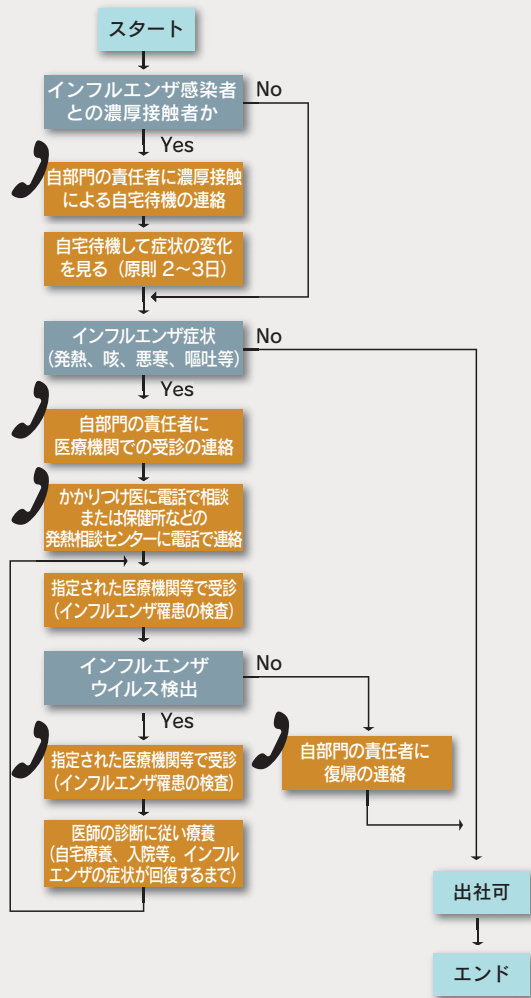 スタート
インフルエンザ感染者
との濃厚接触者か
No
Yes
自部門の責任者に濃厚接触
による自宅待機の連絡
自宅待機して症状の変化
を見る（原則 2～3日）
インフルエンザ症状
（発熱、咳、悪寒、嘔吐等）
No
Yes
自部門の責任者に
医療機関での受診の連絡
かかりつけ医に電話で相談
または保健所などの
発熱相談センターに電話で連絡
指定された医療機関等で受診
（インフルエンザ罹患の検査）
インフルエンザ
ウイルス検出
No
Yes
指定された医療機関等で受診
（インフルエンザ罹患の検査）
自部門の責任者に
復帰の連絡
医師の診断に従い療養
（自宅療養、入院等。インフル
エンザの症状が回復するまで）
出社可
エンド